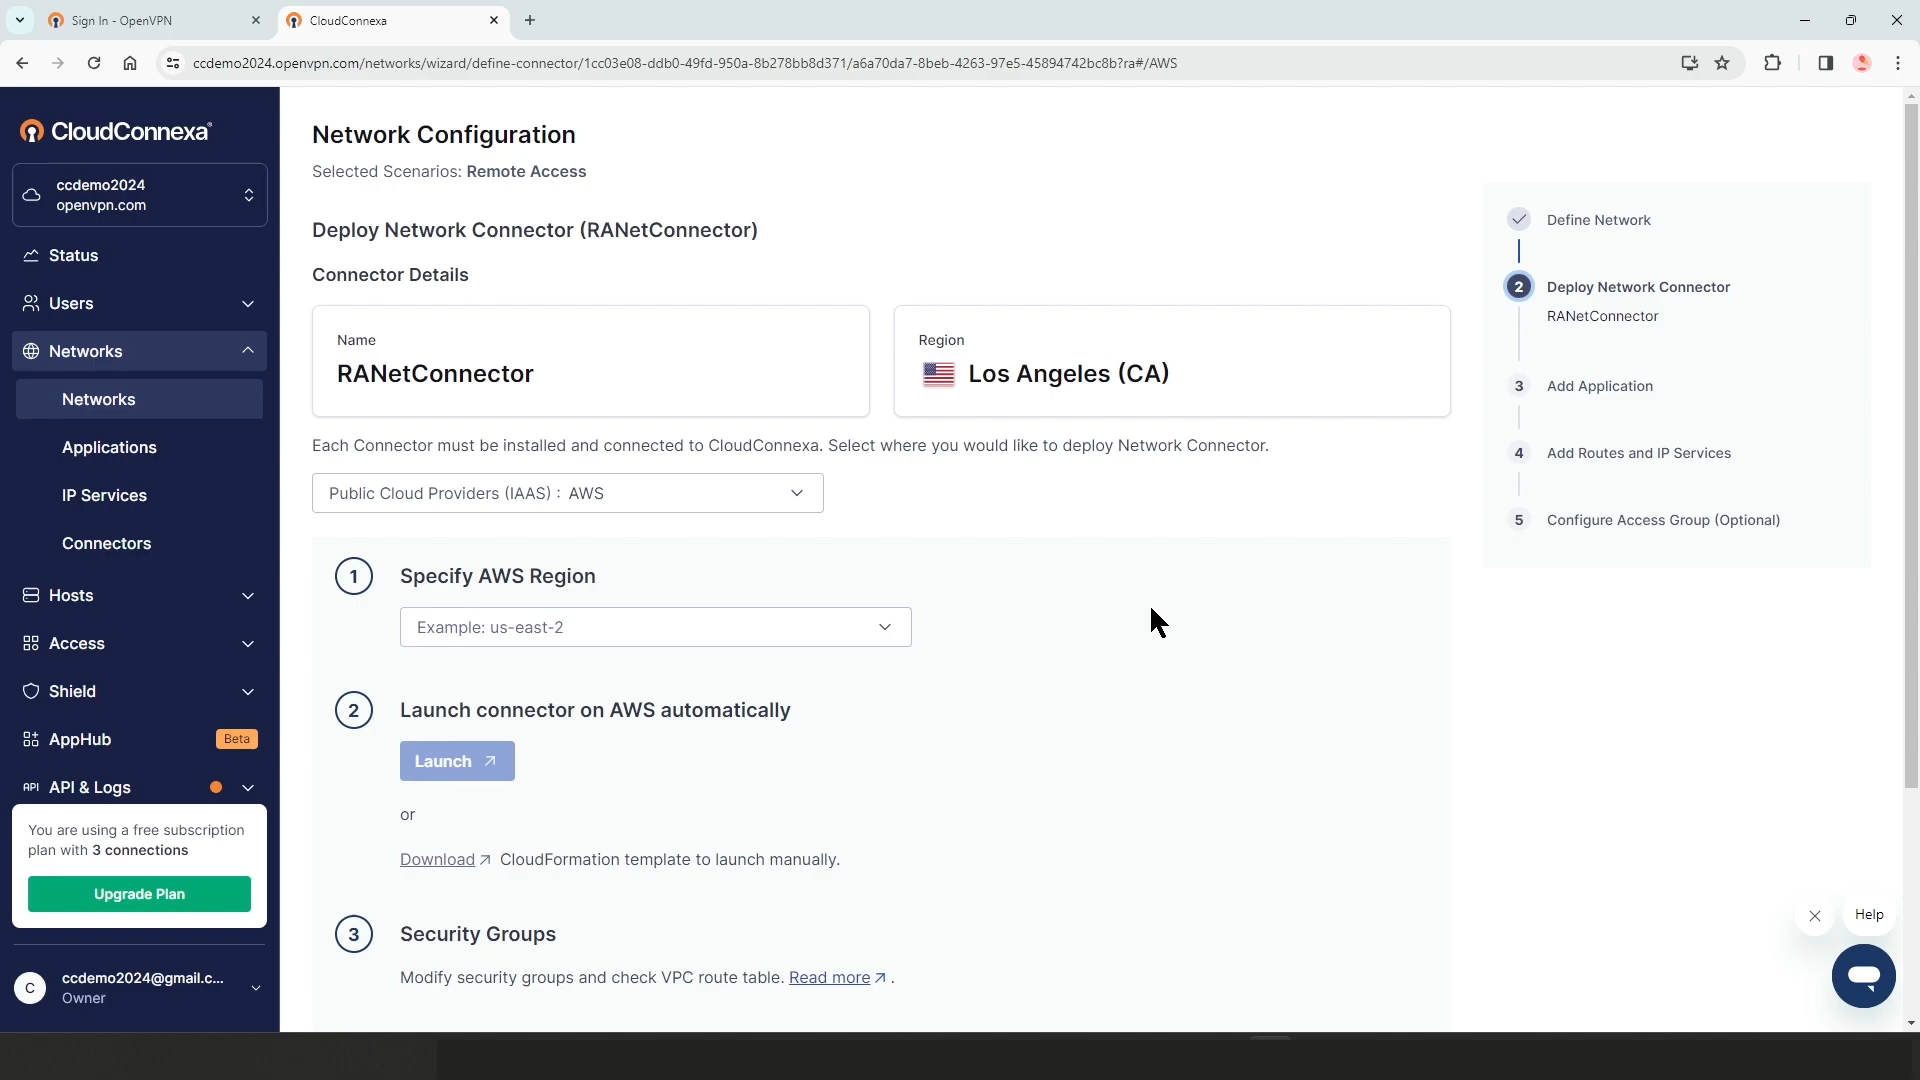 Sign In - OpenVPN
CloudConnexa
ccdemo2024.openvpn.com/networks/wizard/define-connector/1cc03e08-ddb0-49fd-950a-8b278bb8d371/a6a70da7-8beb-4263-97e5-45894742bc8b?ra#/AWS
CloudConnexa®
ccdemo2024
openvpn.com
Status
Users
Networks
Networks
Applications
IP Services
Connectors
Hosts
Access
Shield
AppHub Beta
API API & Logs
You are using a free subscription
plan with 3 connections
Upgrade Plan
C ccdemo2024@gmail.c...
Owner
Network Configuration
Selected Scenarios: Remote Access
Deploy Network Connector (RANetConnector)
Connector Details
Name
RANetConnector
Region
Los Angeles (CA)
Each Connector must be installed and connected to CloudConnexa. Select where you would like to deploy Network Connector.
Public Cloud Providers (IAAS) : AWS
1 Specify AWS Region
Example: us-east-2
2 Launch connector on AWS automatically
Launch
or
Download CloudFormation template to launch manually.
3 Security Groups
Modify security groups and check VPC route table. Read more .
Define Network
2 Deploy Network Connector
RANetConnector
3 Add Application
4 Add Routes and IP Services
5 Configure Access Group (Optional)
Help